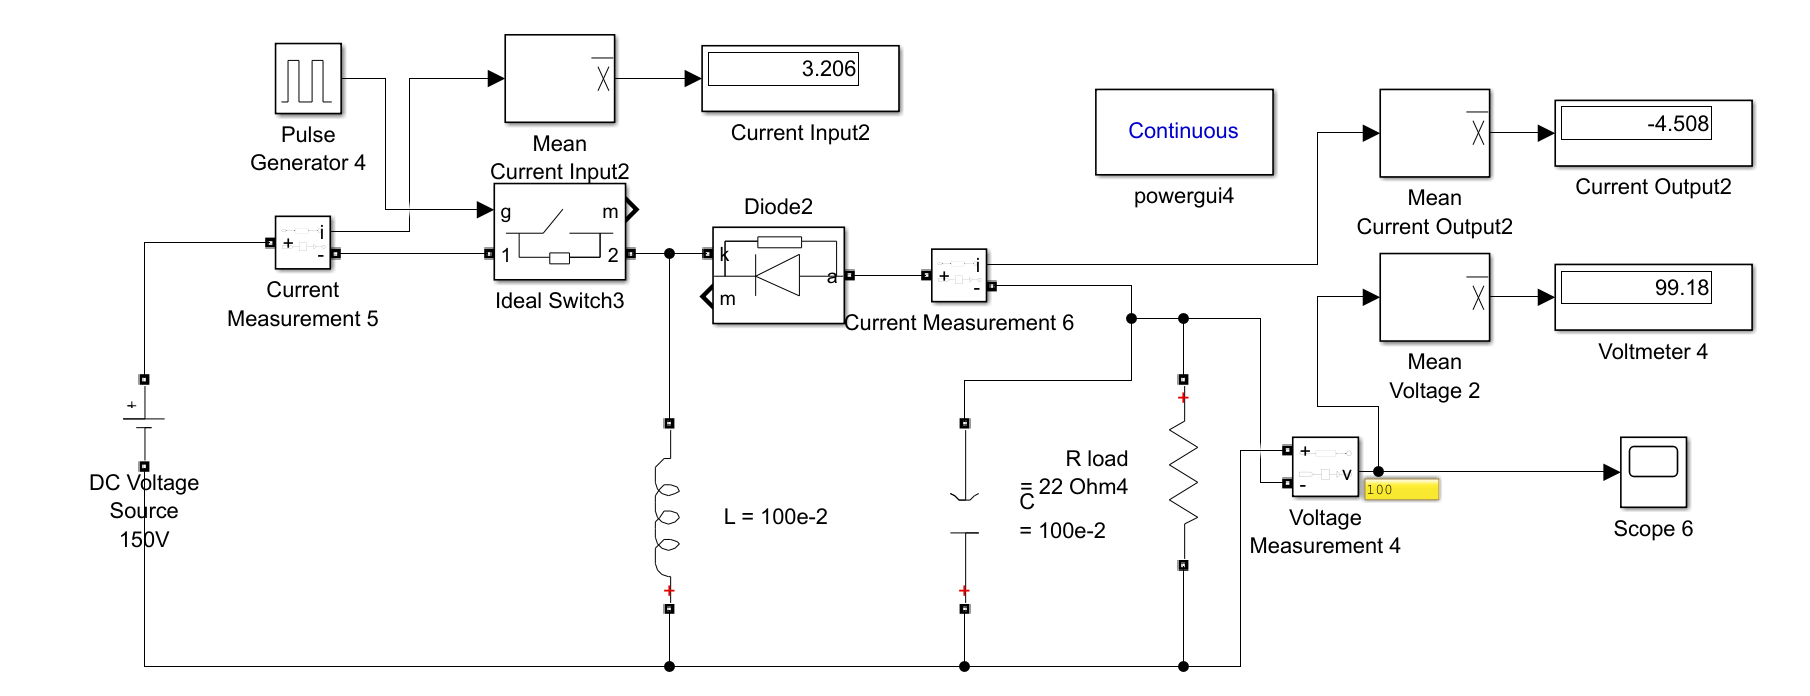 3.206
Current Input2
Pulse
Generator 4
Mean
Current Input2
Continuous
powergui4
-4.508
Current Output2
Mean
Current Output2
g
m
1
2
Ideal Switch3
i
+
-
Current
Measurement 5
Diode2
k
a
m
i
+
-
Current Measurement 6
99.18
Voltmeter 4
Mean
Voltage 2
+
DC Voltage
Source
150V
L = 100e-2
+
C
= 100e-2
+
R load
= 22 Ohm4
+
+
-
v
100
Voltage
Measurement 4
Scope 6